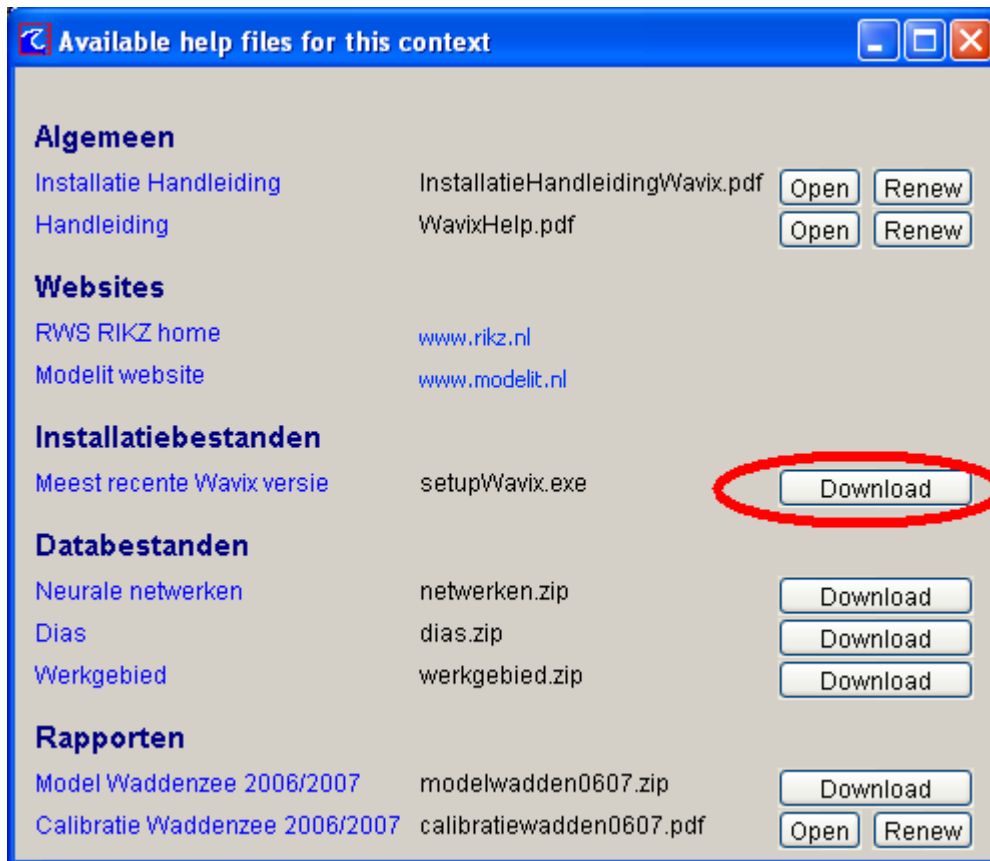 Available help files for this context
Algemeen
Installatie Handleiding InstallatieHandleidingWavix.pdf Open Renew
Handleiding WavixHelp.pdf Open Renew
Websites
RWS RIKZ home www.rikz.nl
Modelit website www.modelit.nl
Installatiebestanden
Meest recente Wavix versie setupWavix.exe Download
Databestanden
Neurale netwerken netwerken.zip Download
Dias dias.zip Download
Werkgebied werkgebied.zip Download
Rapporten
Model Waddenzee 2006/2007 modelwadden0607.zip Download
Calibratie Waddenzee 2006/2007 calibratiewadden0607.pdf Open Renew